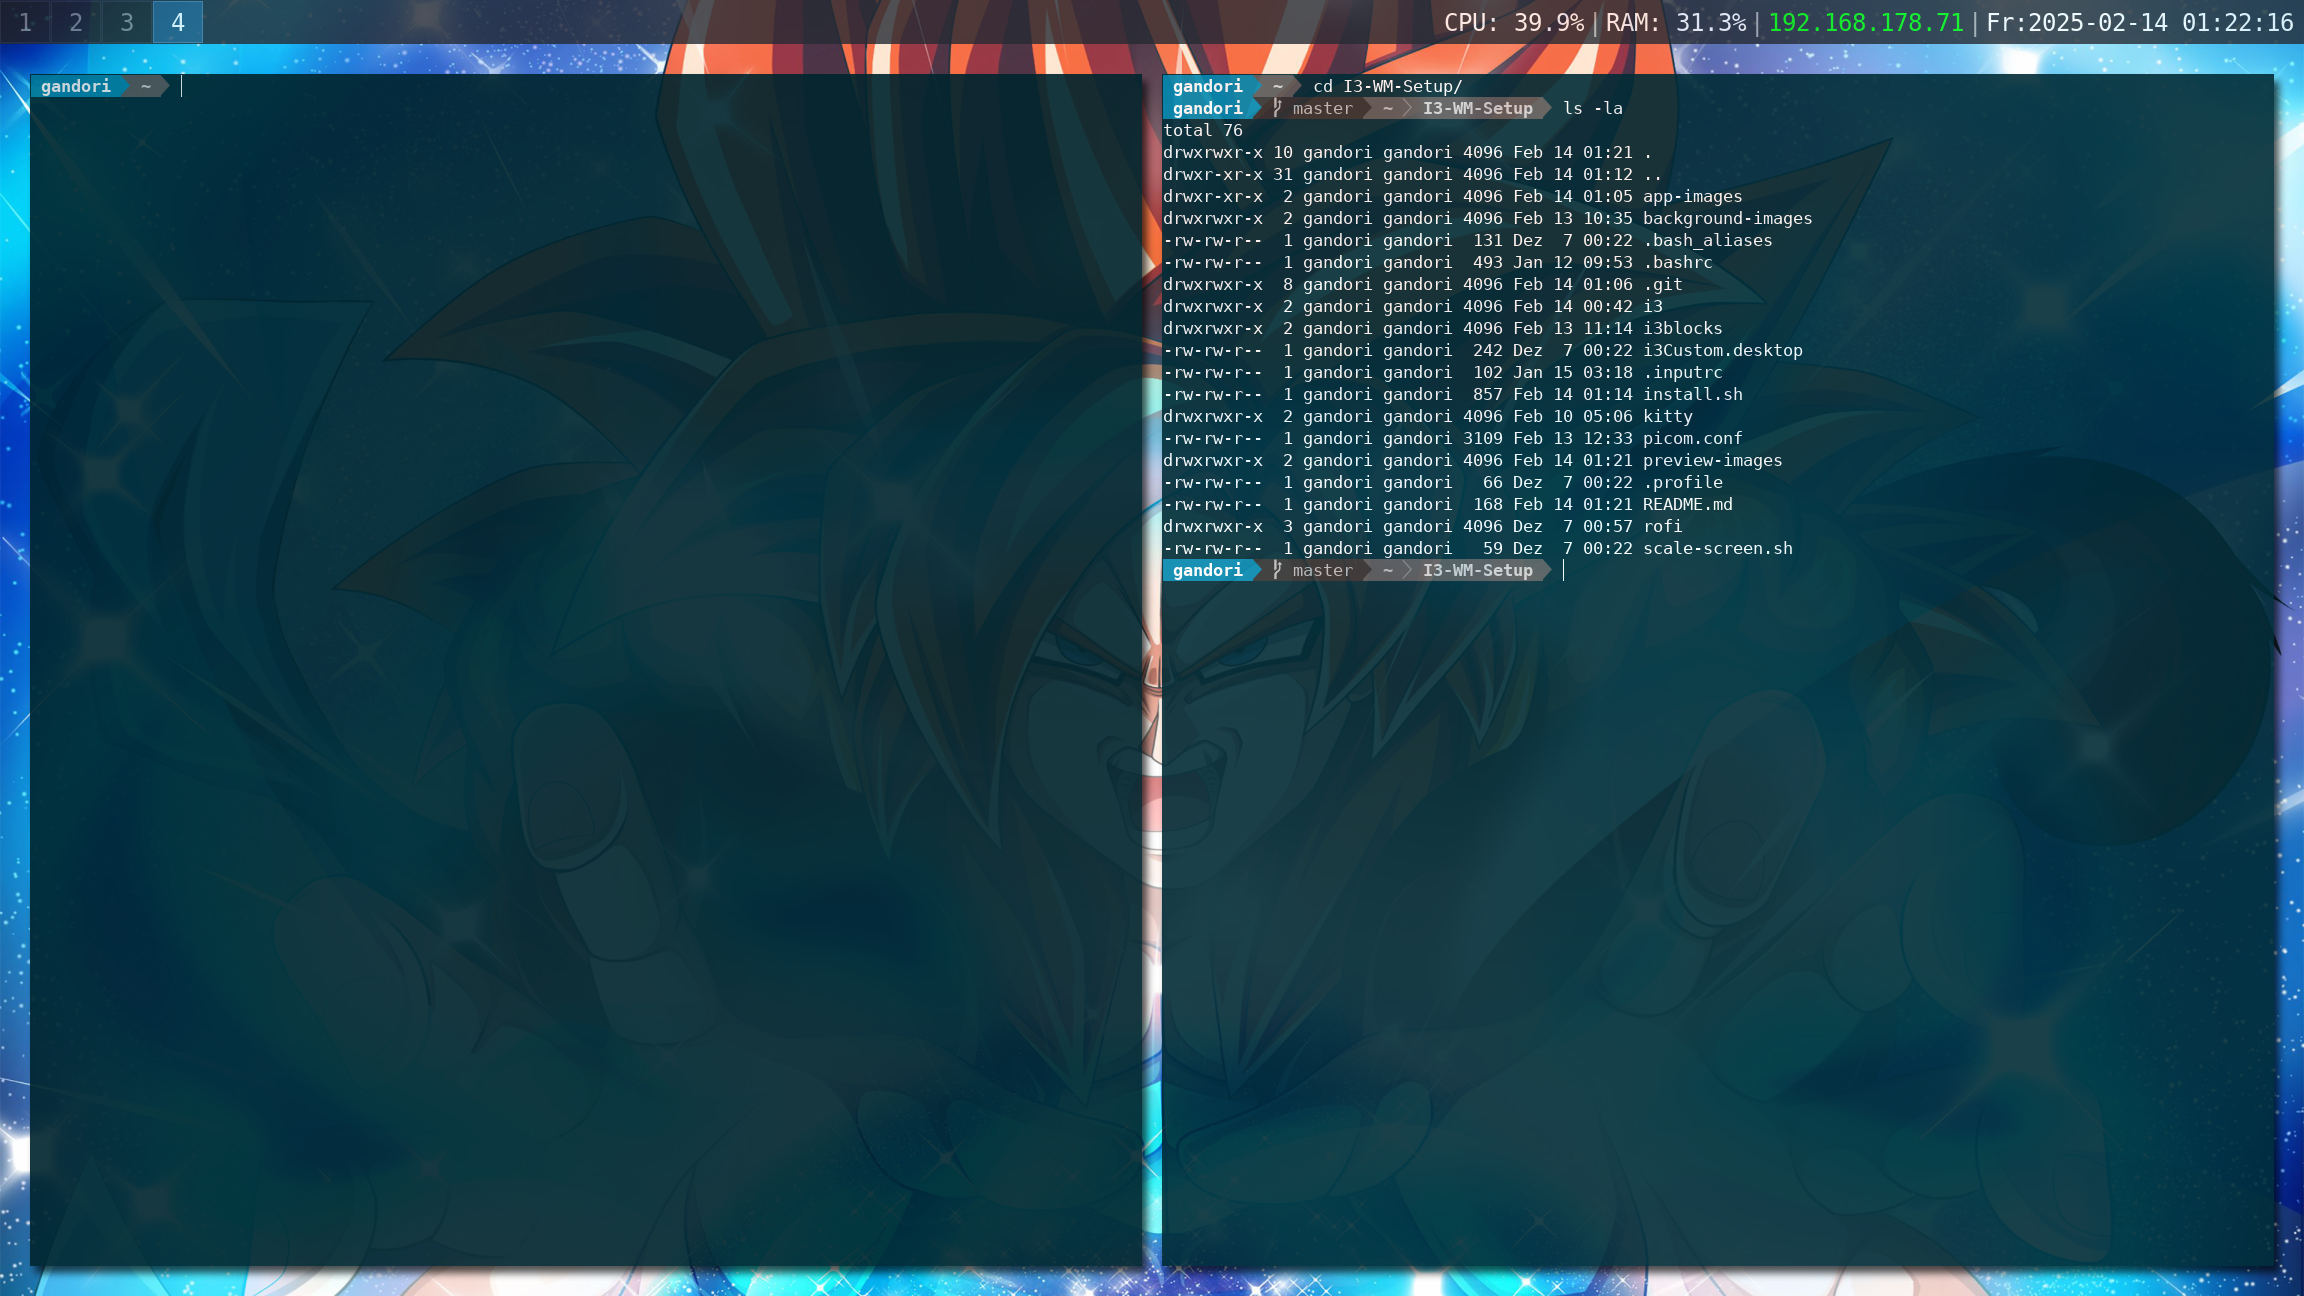 1 2 3 4 CPU: 39.9%|RAM: 31.3%|192.168.178.71|Fr:2025-02-14 01:22:16
gandori ~
gandori ~ cd I3-WM-Setup/
gandori master ~ I3-WM-Setup ls -la
total 76
drwxrwxr-x 10 gandori gandori 4096 Feb 14 01:21 .
drwxr-xr-x 31 gandori gandori 4096 Feb 14 01:12 ..
drwxr-xr-x  2 gandori gandori 4096 Feb 14 01:05 app-images
drwxrwxr-x  2 gandori gandori 4096 Feb 13 10:35 background-images
-rw-rw-r--  1 gandori gandori  131 Dez  7 00:22 .bash_aliases
-rw-rw-r--  1 gandori gandori  493 Jan 12 09:53 .bashrc
drwxrwxr-x  8 gandori gandori 4096 Feb 14 01:06 .git
drwxrwxr-x  2 gandori gandori 4096 Feb 14 00:42 i3
drwxrwxr-x  2 gandori gandori 4096 Feb 13 11:14 i3blocks
-rw-rw-r--  1 gandori gandori  242 Dez  7 00:22 i3Custom.desktop
-rw-rw-r--  1 gandori gandori  102 Jan 15 03:18 .inputrc
-rw-rw-r--  1 gandori gandori  857 Feb 14 01:14 install.sh
drwxrwxr-x  2 gandori gandori 4096 Feb 10 05:06 kitty
-rw-rw-r--  1 gandori gandori 3109 Feb 13 12:33 picom.conf
drwxrwxr-x  2 gandori gandori 4096 Feb 14 01:21 preview-images
-rw-rw-r--  1 gandori gandori   66 Dez  7 00:22 .profile
-rw-rw-r--  1 gandori gandori  168 Feb 14 01:21 README.md
drwxrwxr-x  3 gandori gandori 4096 Dez  7 00:57 rofi
-rw-rw-r--  1 gandori gandori   59 Dez  7 00:22 scale-screen.sh
gandori master ~ I3-WM-Setup